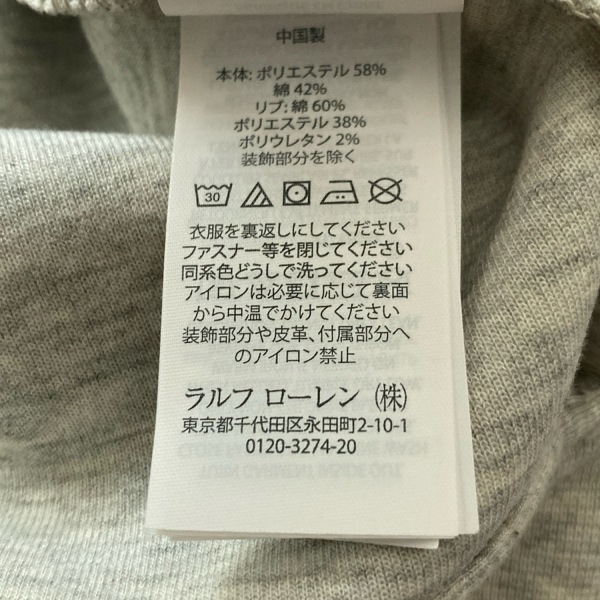 中国製
本体: ポリエステル 58%
綿 42%
リブ: 綿 60%
ポリエステル 38%
ポリウレタン 2%
装飾部分を除く
30
衣服を裏返しにしてください
ファスナー等を閉じてください
同系色どうしで洗ってください
アイロンは必要に応じて裏面
から中温でかけてください
装飾部分や皮革、付属部分へ
のアイロン禁止
ラルフ ローレン (株)
東京都千代田区永田町2-10-1
0120-3274-20